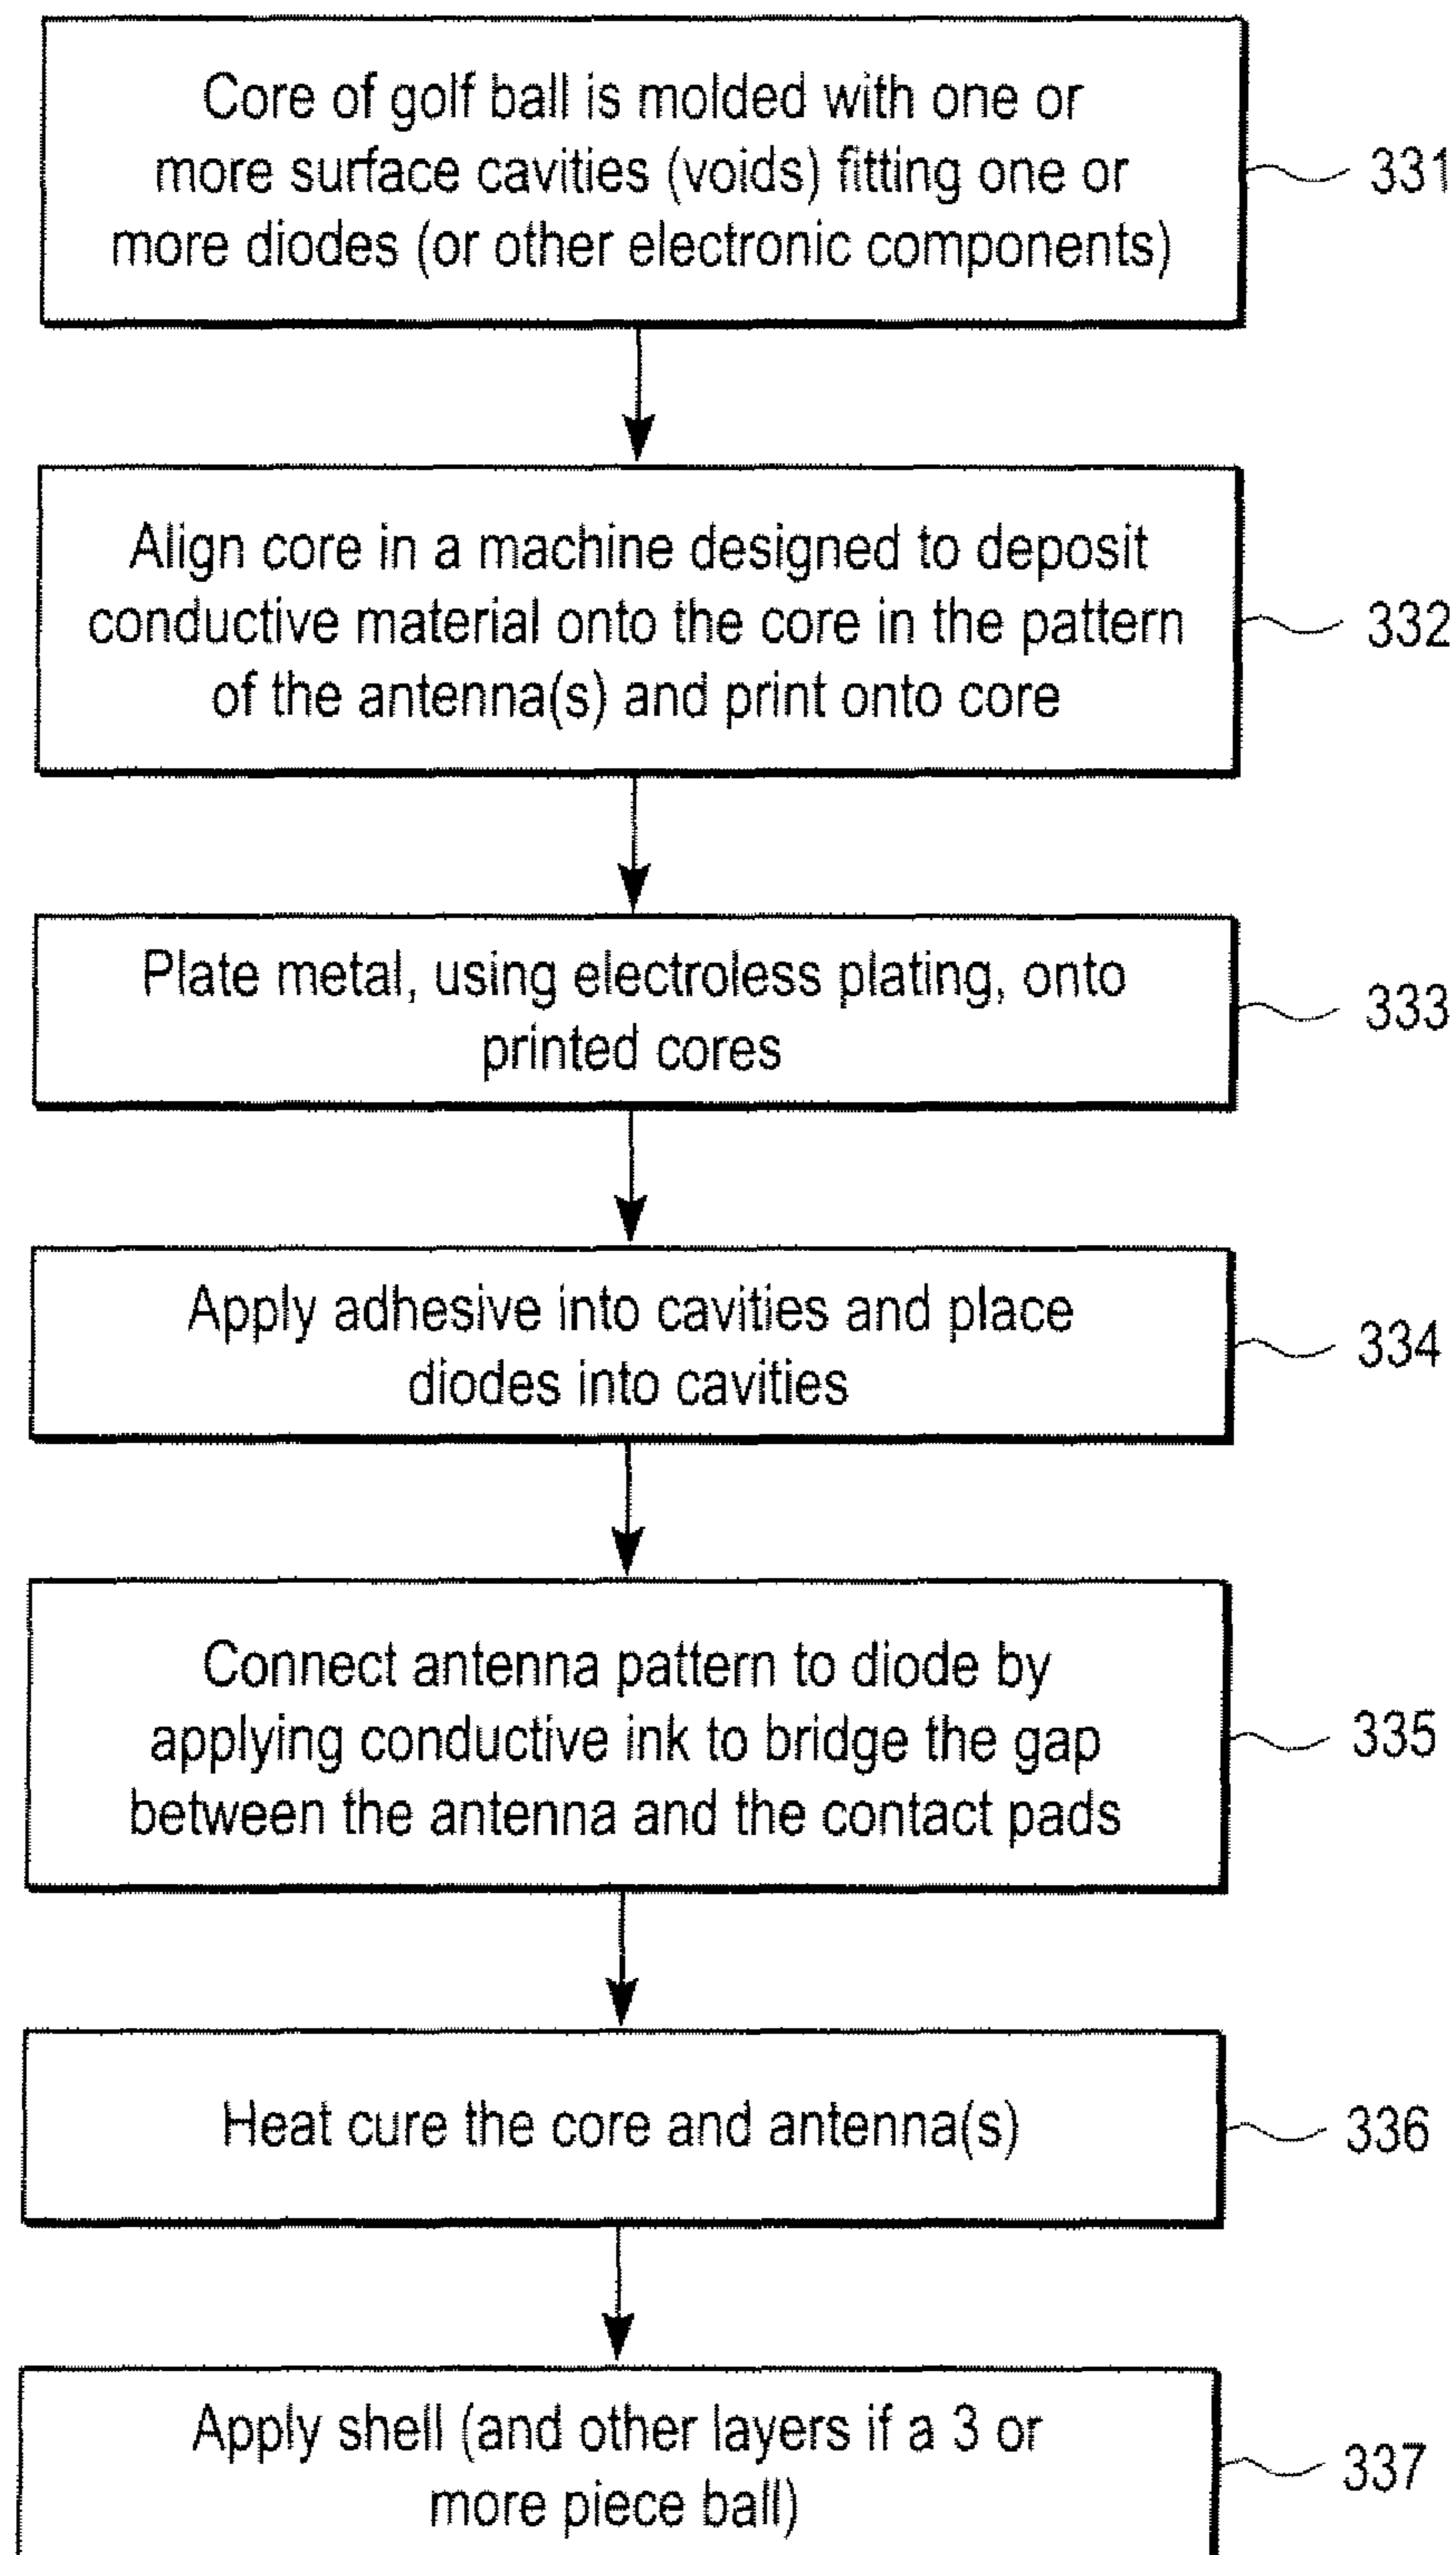 Core of golf ball is molded with one or
more surface cavities (voids) fitting one or
more diodes (or other electronic components)
331
Align core in a machine designed to deposit
conductive material onto the core in the pattern
of the antenna(s) and print onto core
332
Plate metal, using electroless plating, onto
printed cores
333
Apply adhesive into cavities and place
diodes into cavities
334
Connect antenna pattern to diode by
applying conductive ink to bridge the gap
between the antenna and the contact pads
335
Heat cure the core and antenna(s)
336
Apply shell (and other layers if a 3 or
more piece ball)
337